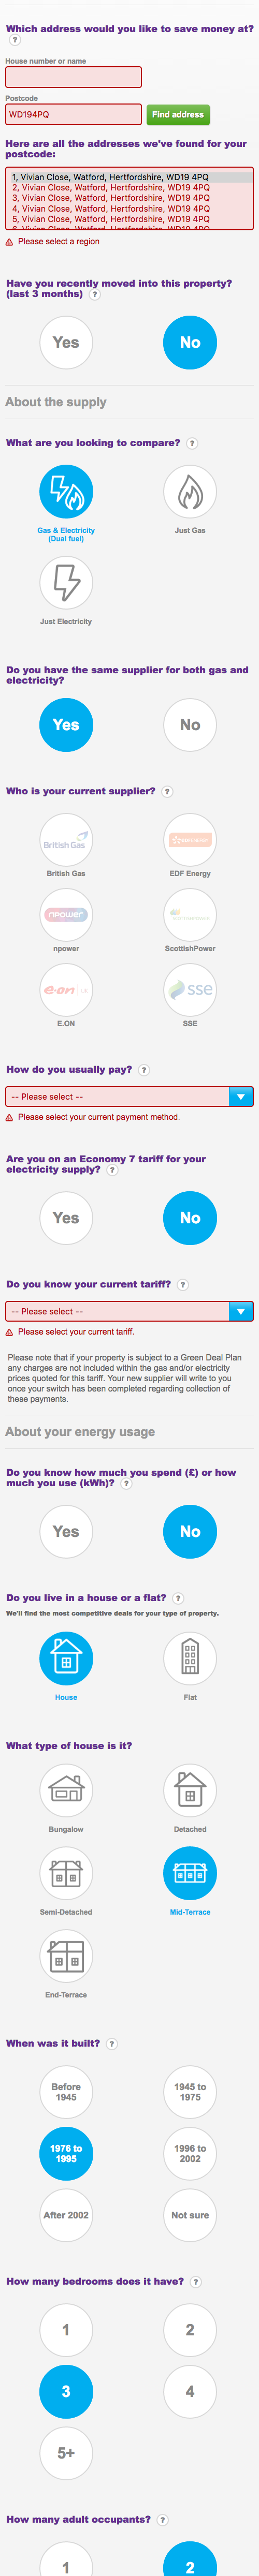 Which address would you like to save money at?
?
House number or name
Postcode
WD194PQ
Find address
Here are all the addresses we've found for your
postcode:
1, Vivian Close, Watford, Hertfordshire, WD19 4PQ
2, Vivian Close, Watford, Hertfordshire, WD19 4PQ
3, Vivian Close, Watford, Hertfordshire, WD19 4PQ
4, Vivian Close, Watford, Hertfordshire, WD19 4PQ
5, Vivian Close, Watford, Hertfordshire, WD19 4PQ
6, Vivian Close, Watford, Hertfordshire, WD19 4PQ
Please select a region
Have you recently moved into this property?
(last 3 months) ?
Yes No
About the supply
What are you looking to compare? ?
Gas & Electricity
(Dual fuel)
Just Gas
Just Electricity
Do you have the same supplier for both gas and
electricity?
Yes No
Who is your current supplier? ?
British Gas
British Gas
EDF Energy
npower
npower
ScottishPower
e·on UK
E.ON
sse
SSE
How do you usually pay? ?
-- Please select --
Please select your current payment method.
Are you on an Economy 7 tariff for your
electricity supply? ?
Yes No
Do you know your current tariff? ?
-- Please select --
Please select your current tariff.
Please note that if your property is subject to a Green Deal Plan
any charges are not included within the gas and/or electricity
prices quoted for this tariff. Your new supplier will write to you
once your switch has been completed regarding collection of
these payments.
About your energy usage
Do you know how much you spend (£) or how
much you use (kWh)? ?
Yes No
Do you live in a house or a flat? ?
We'll find the most competitive deals for your type of property.
House Flat
What type of house is it?
Bungalow Detached
Semi-Detached Mid-Terrace
End-Terrace
When was it built? ?
Before
1945
1945 to
1975
1976 to
1995
1996 to
2002
After 2002 Not sure
How many bedrooms does it have? ?
1 2
3 4
5+
How many adult occupants? ?
1 2